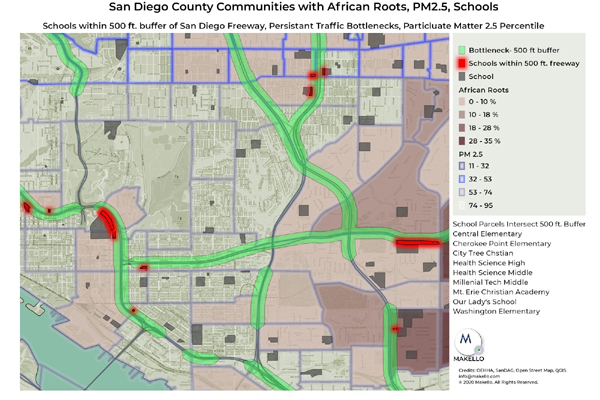 San Diego County Communities with African Roots, PM2.5, Schools
Schools within 500 ft. buffer of San Diego Freeway, Persistant Traffic Bottlenecks, Particluate Matter 2.5 Percentile
Bottleneck- 500 ft buffer
Schools within 500 ft. freeway
School
African Roots
0 - 10 %
10 - 18 %
18 - 28 %
28 - 35 %
PM 2.5
11 - 32
32 - 53
53 - 74
74 - 95
School Parcels Intersect 500 ft. Buffer
Central Elementary
Cherokee Point Elementary
City Tree Chstian
Health Science High
Health Science Middle
Millenial Tech Middle
Mt. Erie Christian Academy
Our Lady's School
Washington Elementary
MAKELLO
Credits: OEHHA, SanDAG, Open Street Map, QGIS
info@makello.com
© 2020 Makello. All Rights Reserved.